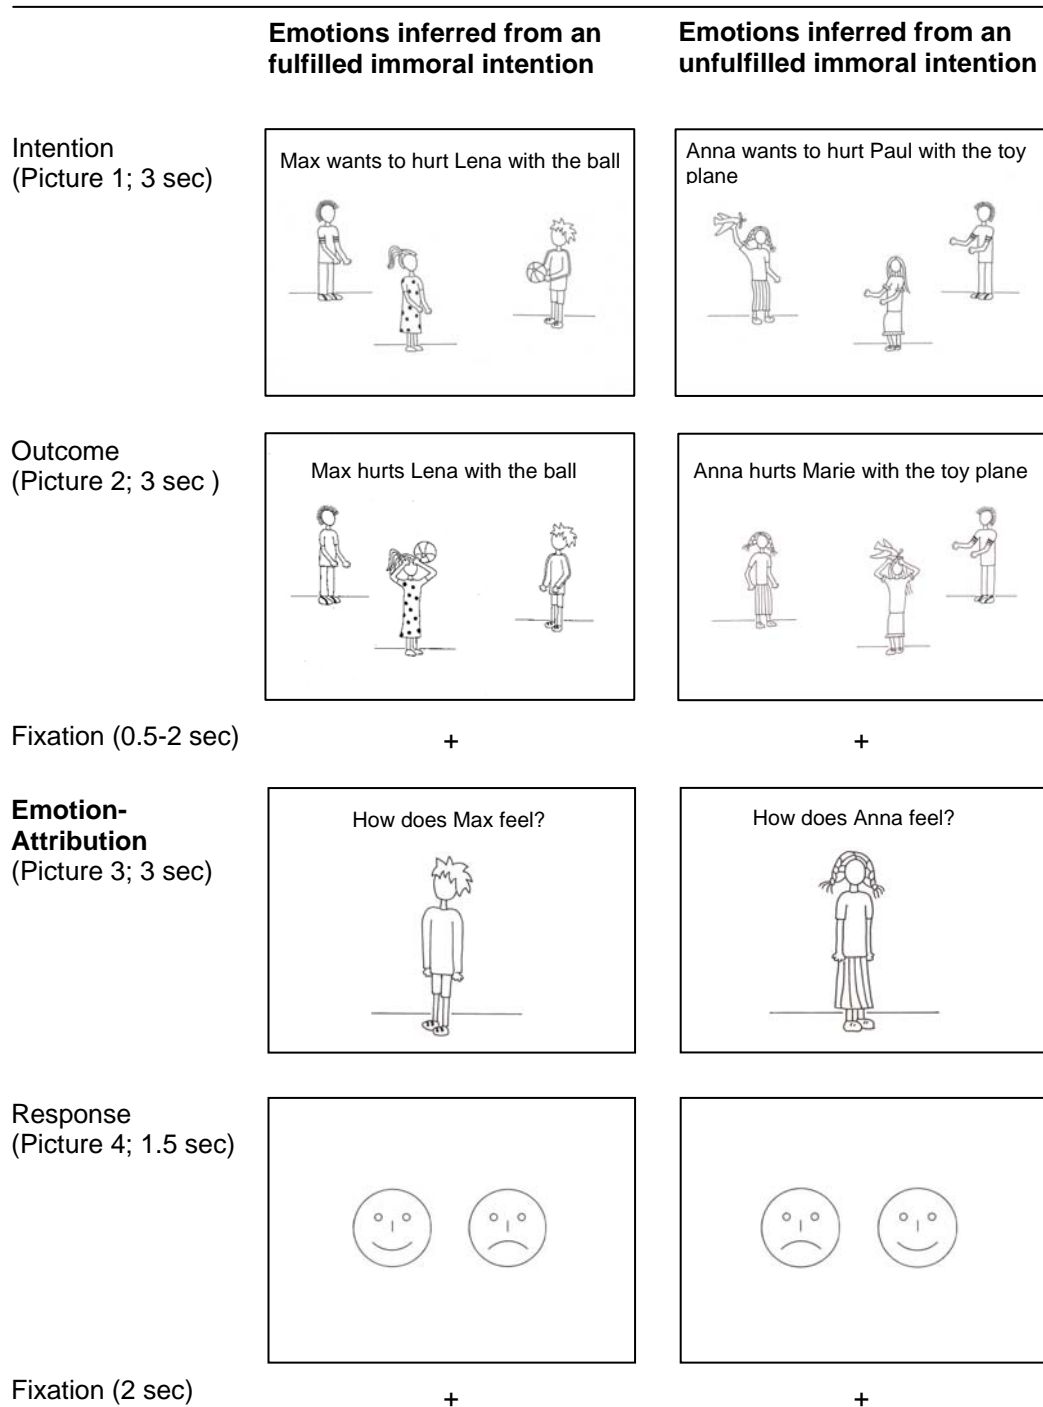 Emotions inferred from an
fulfilled immoral intention
Emotions inferred from an
unfulfilled immoral intention
Intention
(Picture 1; 3 sec)
Max wants to hurt Lena with the ball
Anna wants to hurt Paul with the toy
plane
Outcome
(Picture 2; 3 sec )
Max hurts Lena with the ball
Anna hurts Marie with the toy plane
Fixation (0.5-2 sec)
+
+
Emotion-
Attribution
(Picture 3; 3 sec)
How does Max feel?
How does Anna feel?
Response
(Picture 4; 1.5 sec)
Fixation (2 sec)
+
+